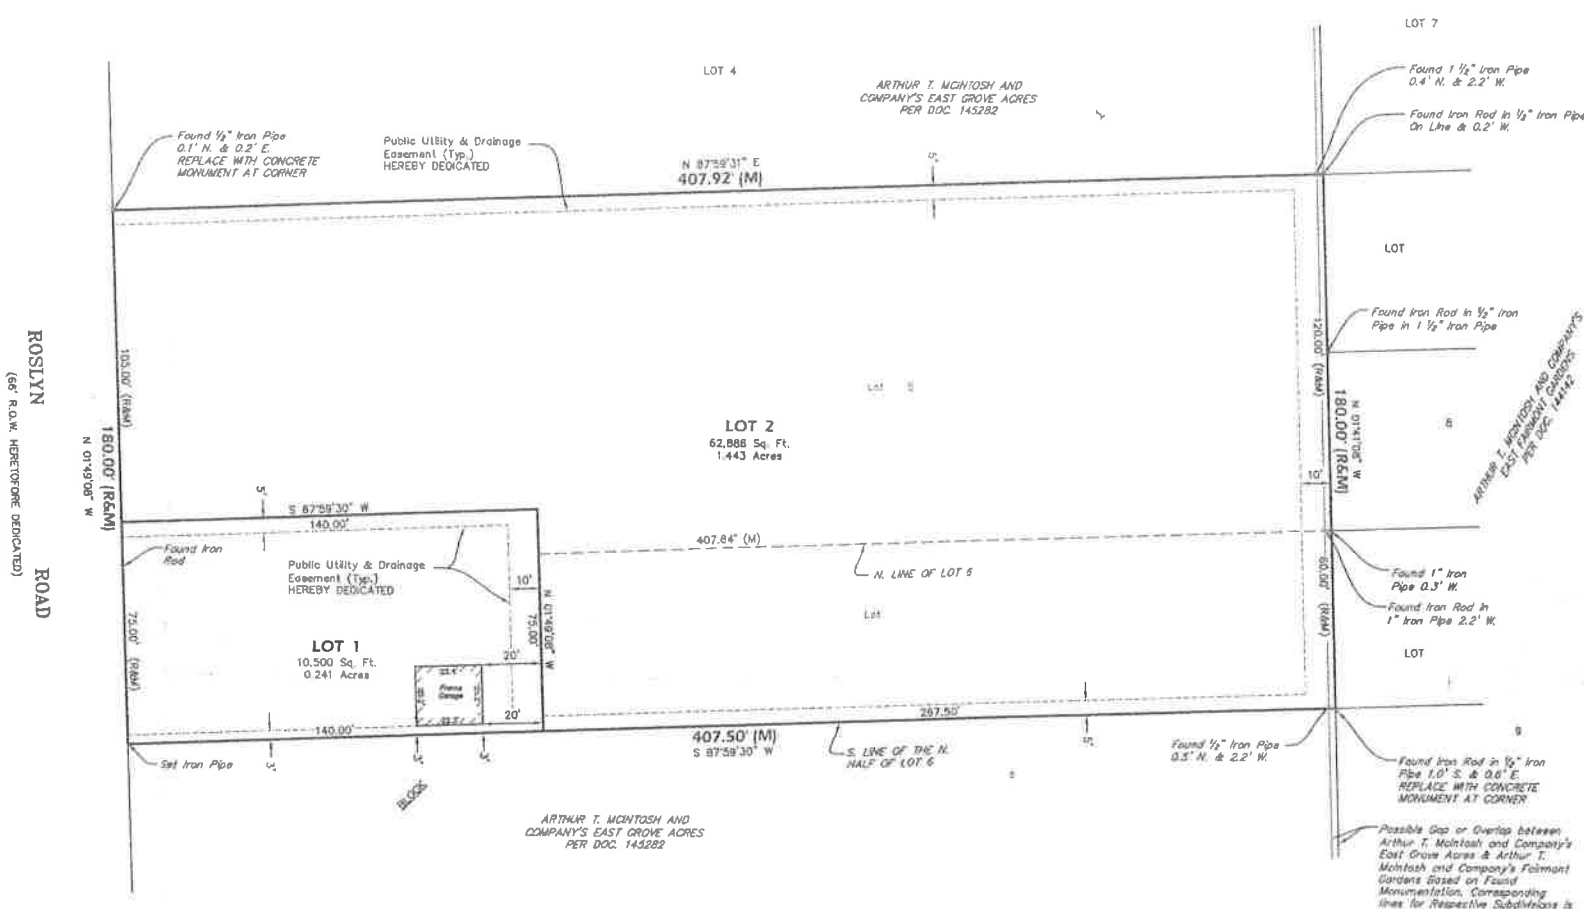 LOT 7
LOT 4
ARTHUR T. MCINTOSH AND
COMPANY'S EAST GROVE ACRES
PER DOC. 145282
Found 1 ½" Iron Pipe
0.4' N. & 2.2' W.
Found Iron Rod in ½" Iron Pipe
On Line & 0.2' W.
Found ½" Iron Pipe
0.1' N. & 0.2' E.
REPLACE WITH CONCRETE
MONUMENT AT CORNER
Public Utility & Drainage
Easement (Typ.)
HEREBY DEDICATED
N 87°59'31" E
407.92' (M)
5'
LOT
Found Iron Rod in ½" Iron
Pipe in 1 ½" Iron Pipe
ARTHUR T. MCINTOSH AND COMPANY'S
EAST FAIRMONT GARDENS
PER DOC. 144142
120.00' (R&M)
N 01°41'08" W
180.00' (R&M)
10'
8
ROSLYN ROAD
(66' R.O.W. HERETOFORE DEDICATED)
105.00' (R&M)
180.00' (R&M)
N 01°49'08" W
Lot
LOT 2
62,886 Sq. Ft.
1.443 Acres
5'
S 87°59'30" W
140.00'
407.84' (M)
N. LINE OF LOT 6
Found Iron
Rod
Public Utility & Drainage
Easement (Typ.)
HEREBY DEDICATED
10'
N 01°49'08" W
75.00'
60.00' (R&M)
Found 1" Iron
Pipe 0.3' W.
Found Iron Rod in
1" Iron Pipe 2.2' W.
Lot
LOT
75.00' (R&M)
LOT 1
10,500 Sq. Ft.
0.241 Acres
Frame
Garage
20'
20'
140.00'
267.50'
407.50' (M)
S 87°59'30" W
S. LINE OF THE N.
HALF OF LOT 6
5'
Found ½" Iron Pipe
0.5' N. & 2.2' W.
9
Set Iron Pipe
5'
5'
5'
BLOCK
Found Iron Rod in ½" Iron
Pipe 1.0' S. & 0.6' E.
REPLACE WITH CONCRETE
MONUMENT AT CORNER
ARTHUR T. MCINTOSH AND
COMPANY'S EAST GROVE ACRES
PER DOC. 145282
Possible Gap or Overlap between
Arthur T. McIntosh and Company's
East Grove Acres & Arthur T.
McIntosh and Company's Fairmont
Gardens Based on Found
Monumentation. Corresponding
lines for Respective Subdivisions is